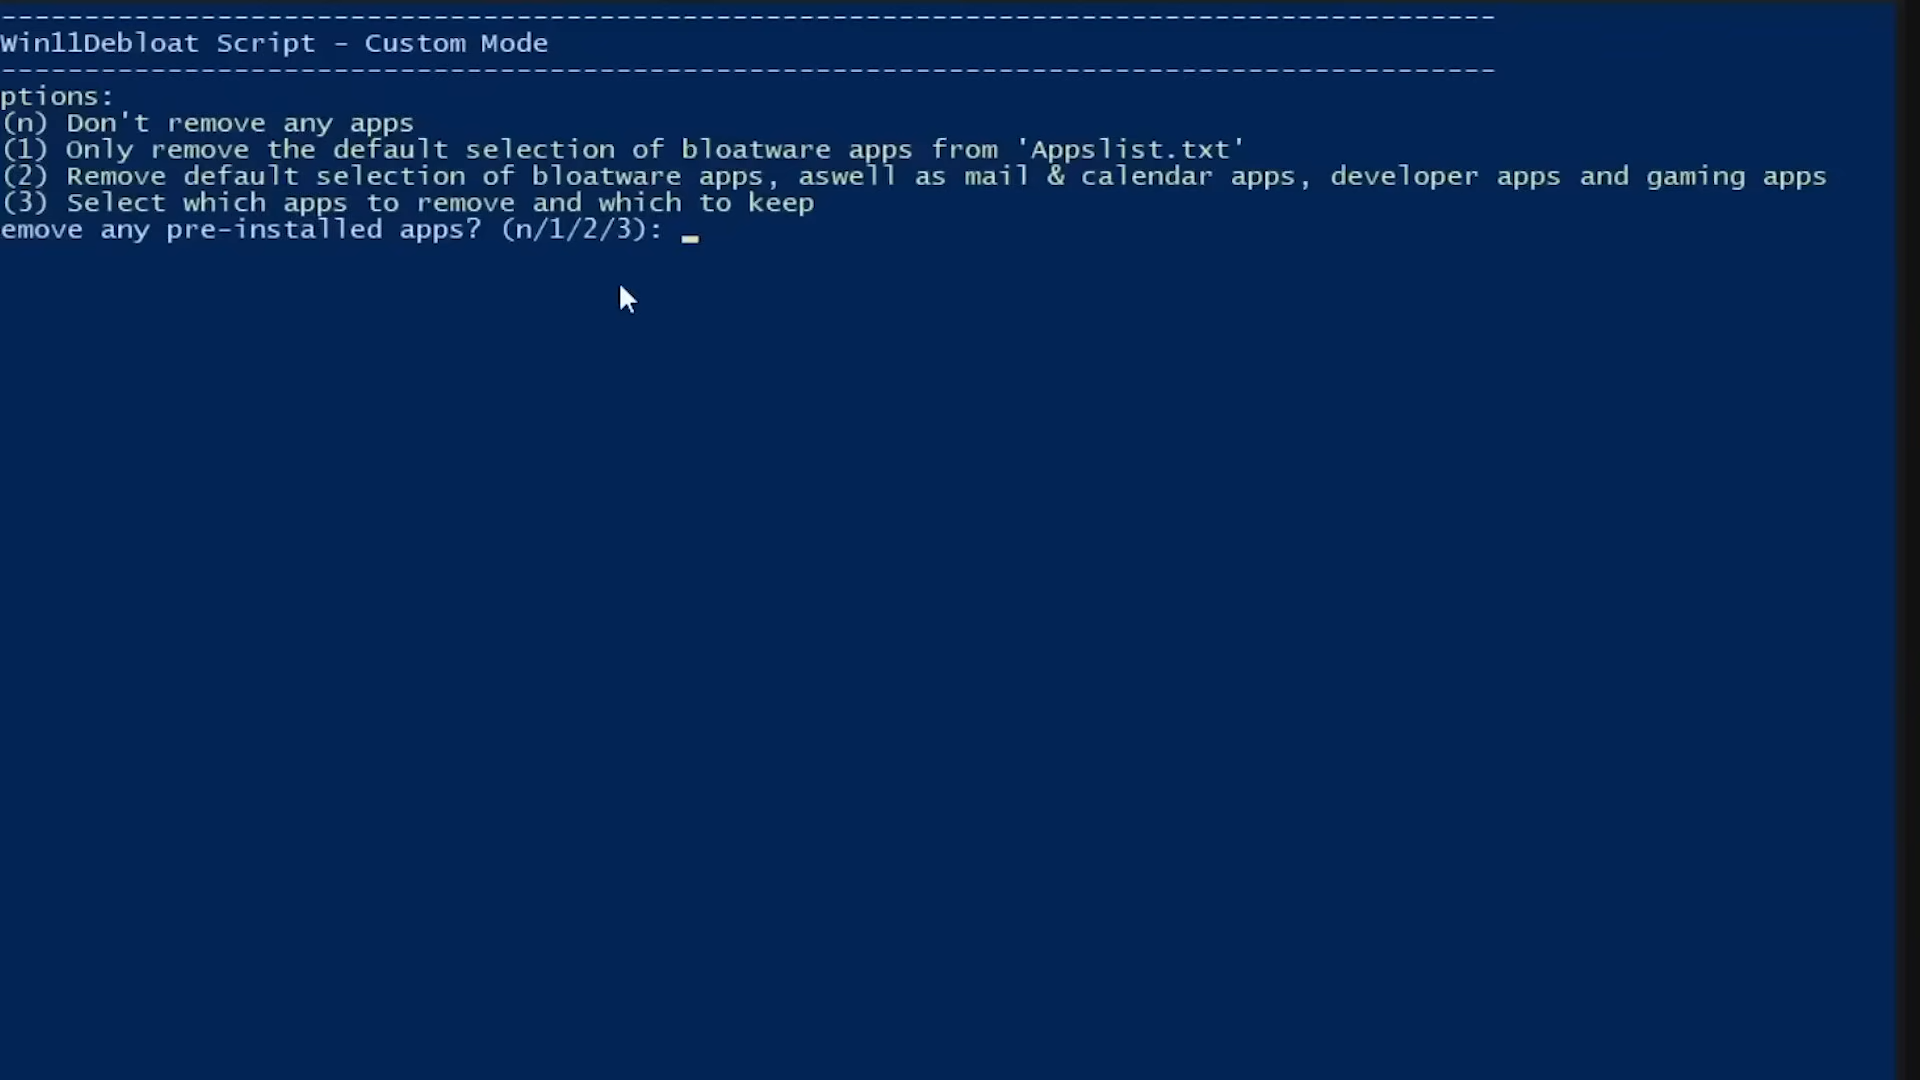 ------------------------------------------------------------------------------------------
Win11Debloat Script - Custom Mode
------------------------------------------------------------------------------------------
ptions:
(n) Don't remove any apps
(1) Only remove the default selection of bloatware apps from 'Appslist.txt'
(2) Remove default selection of bloatware apps, aswell as mail & calendar apps, developer apps and gaming apps
(3) Select which apps to remove and which to keep
emove any pre-installed apps? (n/1/2/3): _